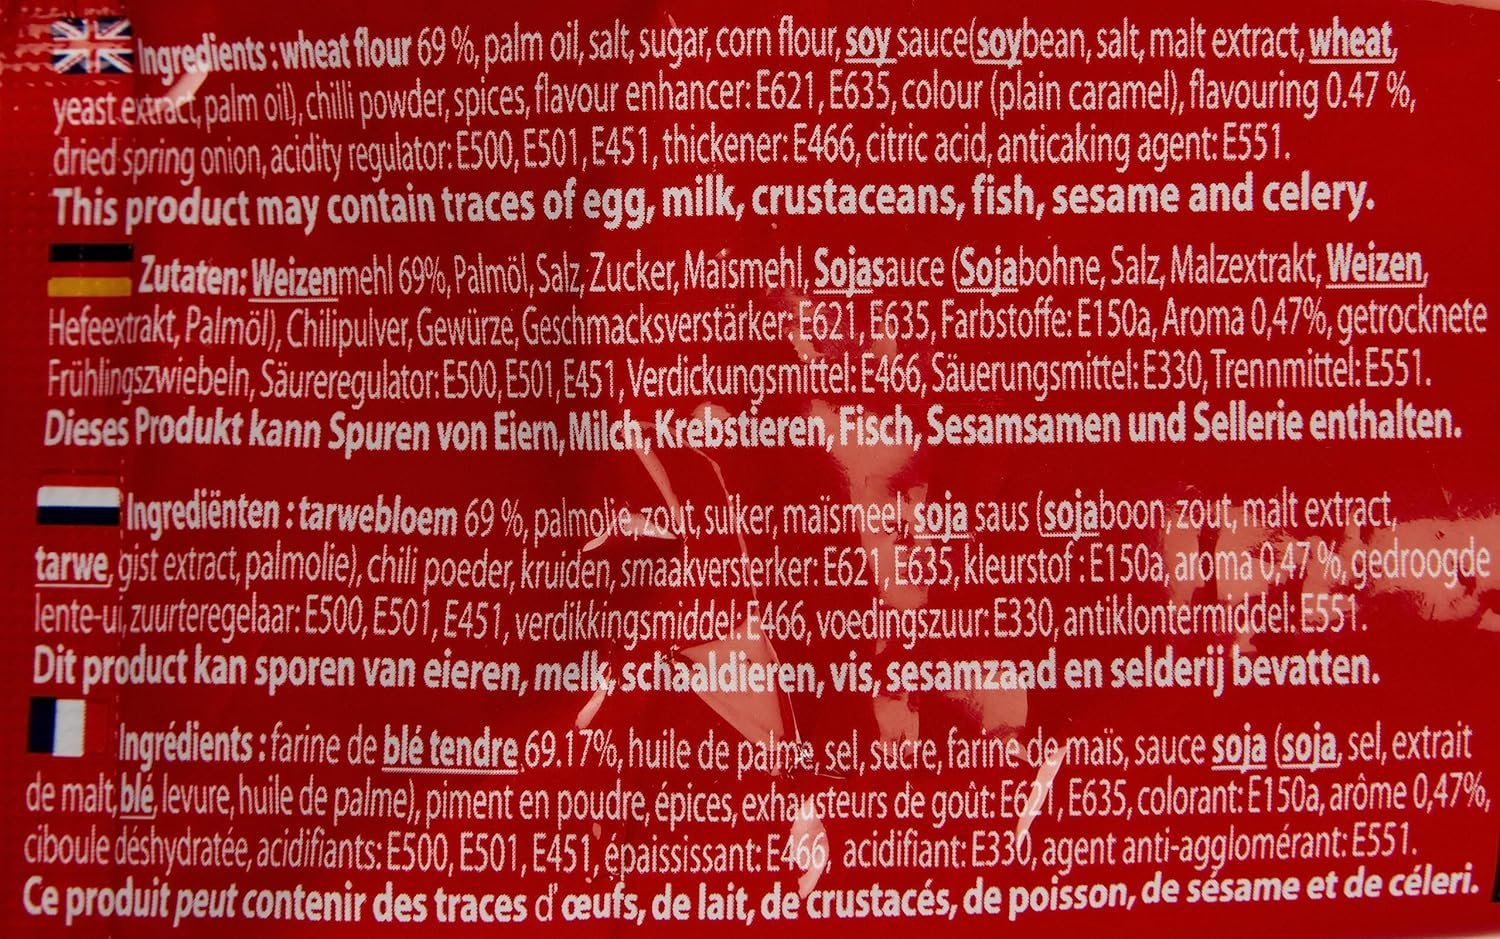 Ingredients : wheat flour 69 %, palm oil, salt, sugar, corn flour, soy sauce(soybean, salt, malt extract, wheat,
yeast extract, palm oil), chilli powder, spices, flavour enhancer: E621, E635, colour (plain caramel), flavouring 0.47 %,
dried spring onion, acidity regulator: E500, E501, E451, thickener: E466, citric acid, anticaking agent: E551.
This product may contain traces of egg, milk, crustaceans, fish, sesame and celery.
Zutaten: Weizenmehl 69%, Palmöl, Salz, Zucker, Maismehl, Sojasauce (Sojabohne, Salz, Malzextrakt, Weizen,
Hefeextrakt, Palmöl), Chilipulver, Gewürze, Geschmacksverstärker: E621, E635, Farbstoffe: E150a, Aroma 0,47%, getrocknete
Frühlingszwiebeln, Säureregulator: E500, E501, E451, Verdickungsmittel: E466, Säuerungsmittel: E330, Trennmittel: E551.
Dieses Produkt kann Spuren von Eiern, Milch, Krebstieren, Fisch, Sesamsamen und Sellerie enthalten.
Ingrediënten : tarwebloem 69 %, palmolie, zout, suiker, maïsmeel, soja saus (sojaboon, zout, malt extract,
tarwe, gist extract, palmolie), chili poeder, kruiden, smaakversterker: E621, E635, kleurstof : E150a, aroma 0,47 %, gedroogde
lente-ui, zuurteregelaar: E500, E501, E451, verdikkingsmiddel: E466, voedingszuur: E330, antiklontermiddel: E551.
Dit product kan sporen van eieren, melk, schaaldieren, vis, sesamzaad en selderij bevatten.
Ingrédients : farine de blé tendre 69.17%, huile de palme, sel, sucre, farine de maïs, sauce soja (soja, sel, extrait
de malt, blé, levure, huile de palme), piment en poudre, épices, exhausteurs de goût: E621, E635, colorant: E150a, arôme 0,47%,
ciboule déshydratée, acidifiants: E500, E501, E451, épaississant: E466, acidifiant: E330, agent anti-agglomérant: E551.
Ce produit peut contenir des traces d'œufs, de lait, de crustacés, de poisson, de sésame et de céleri.